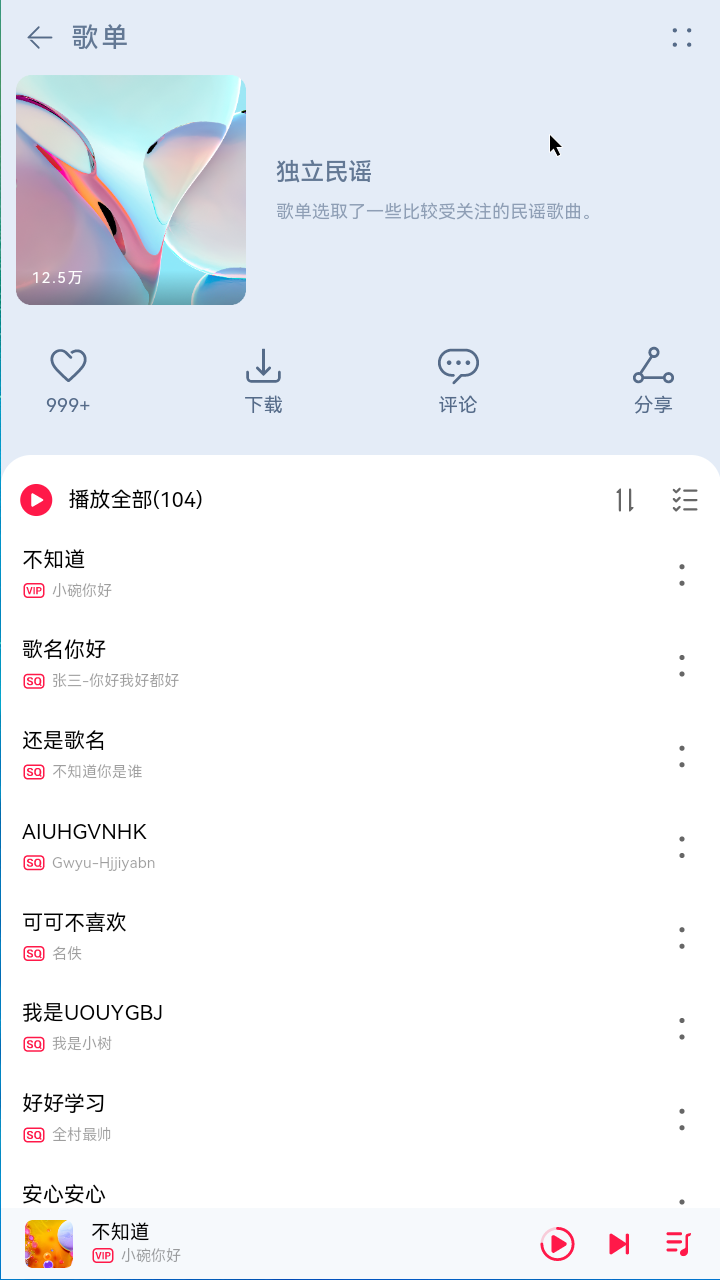 歌单
独立民谣
歌单选取了一些比较受关注的民谣歌曲。
12.5万
999+ 下载 评论 分享
播放全部(104)
不知道
VIP 小碗你好
歌名你好
SQ 张三-你好我好都好
还是歌名
SQ 不知道你是谁
AIUHGVNHK
SQ Gwyu-Hjjiyabn
可可不喜欢
SQ 名佚
我是UOUYGBJ
SQ 我是小树
好好学习
SQ 全村最帅
安心安心
不知道
VIP 小碗你好